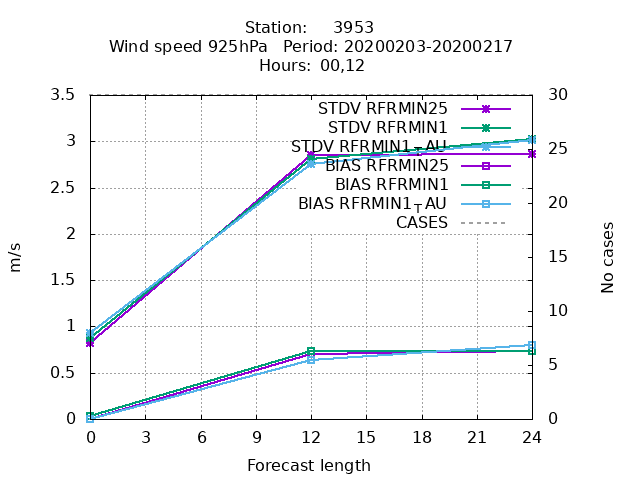 Station: 3953
Wind speed 925hPa Period: 20200203-20200217
Hours: 00,12
3.5
3
2.5
2
1.5
1
0.5
0
m/s
STDV RFRMIN25
STDV RFRMIN1
STDV RFRMIN1_TAU
BIAS RFRMIN25
BIAS RFRMIN1
BIAS RFRMIN1_TAU
CASES
30
25
20
15
10
5
0
No cases
0 3 6 9 12 15 18 21 24
Forecast length